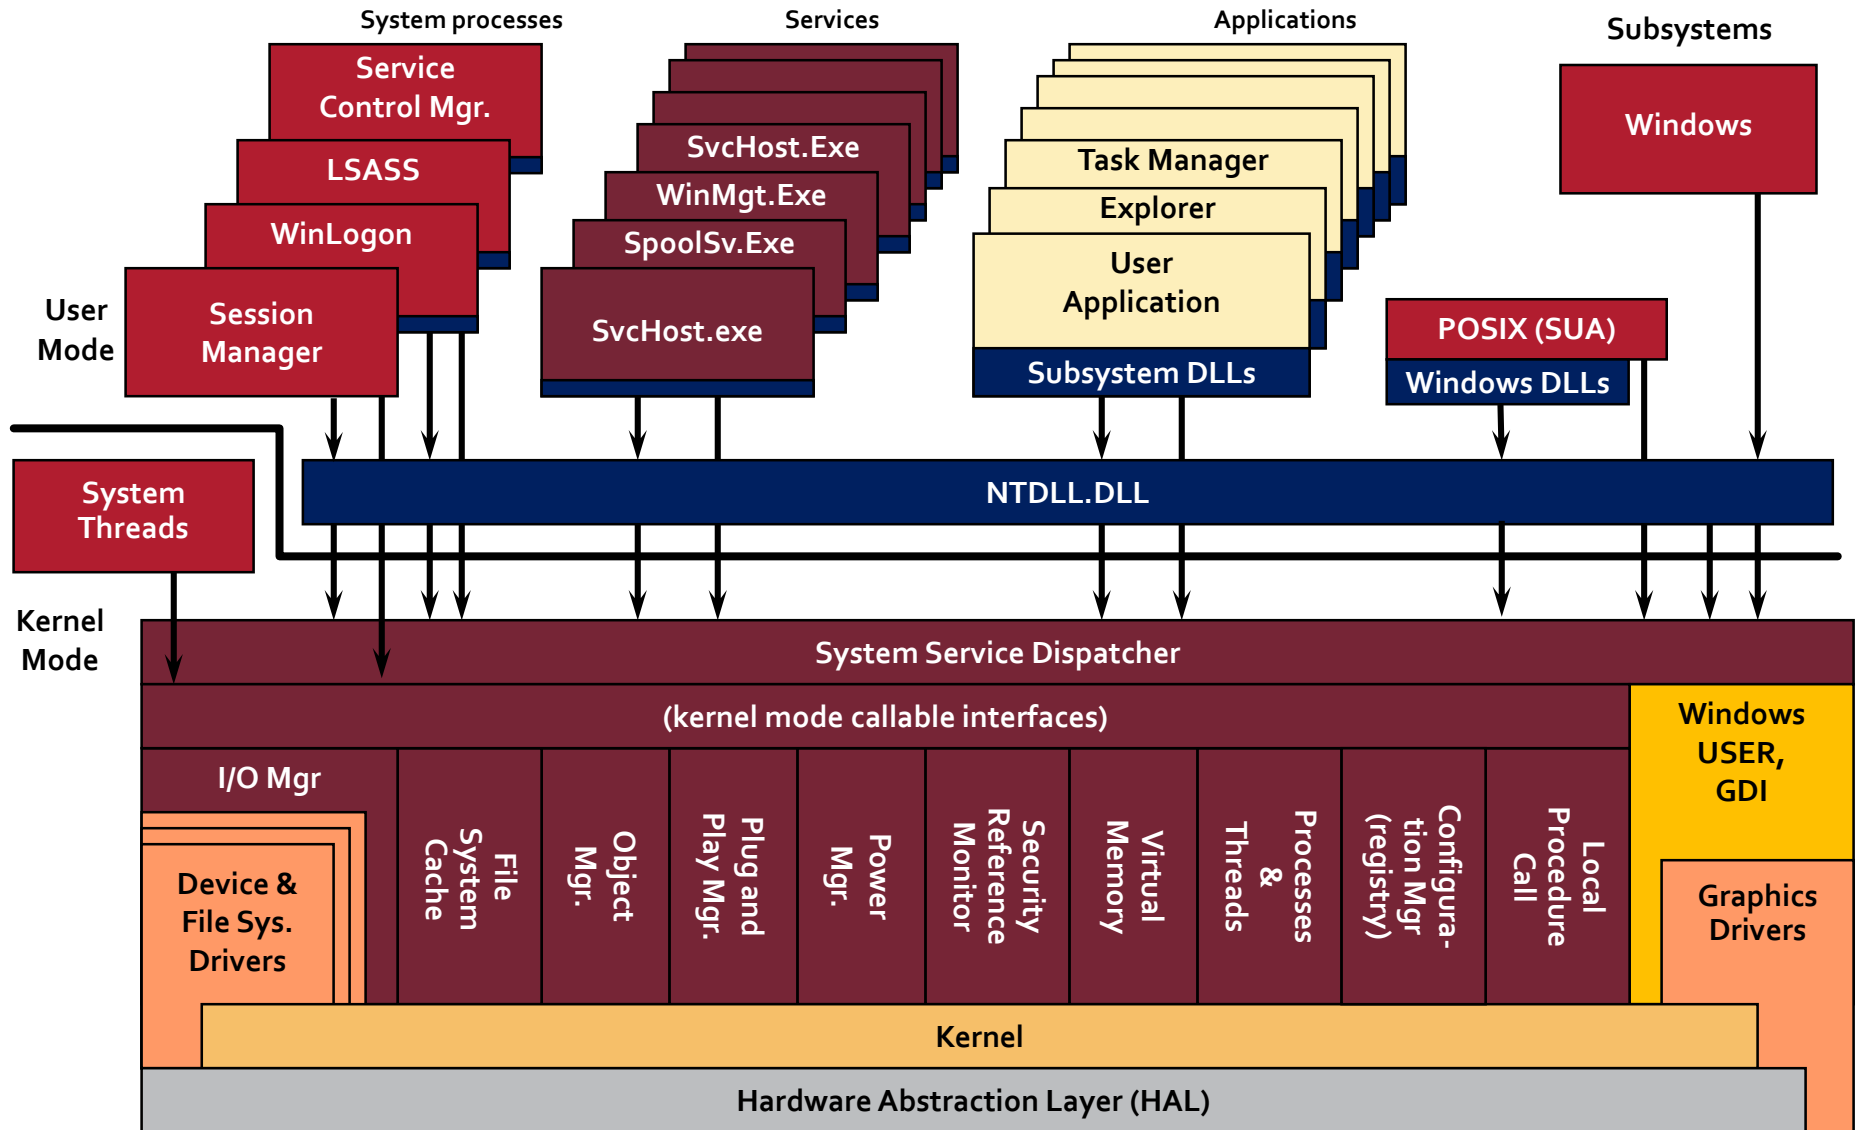 System processes
Services
Applications
Subsystems
Service
Control Mgr.
LSASS
WinLogon
Session
Manager
SvcHost.Exe
WinMgt.Exe
SpoolSv.Exe
SvcHost.exe
Task Manager
Explorer
User
Application
Subsystem DLLs
Windows
POSIX (SUA)
Windows DLLs
User
Mode
NTDLL.DLL
System
Threads
Kernel
Mode
System Service Dispatcher
(kernel mode callable interfaces)
Windows
USER,
GDI
I/O Mgr
Device &
File Sys.
Drivers
File
System
Cache
Object
Mgr.
Plug and
Play Mgr.
Power
Mgr.
Security
Reference
Monitor
Virtual
Memory
Processes
&
Threads
Configura-
tion Mgr
(registry)
Local
Procedure
Call
Graphics
Drivers
Kernel
Hardware Abstraction Layer (HAL)